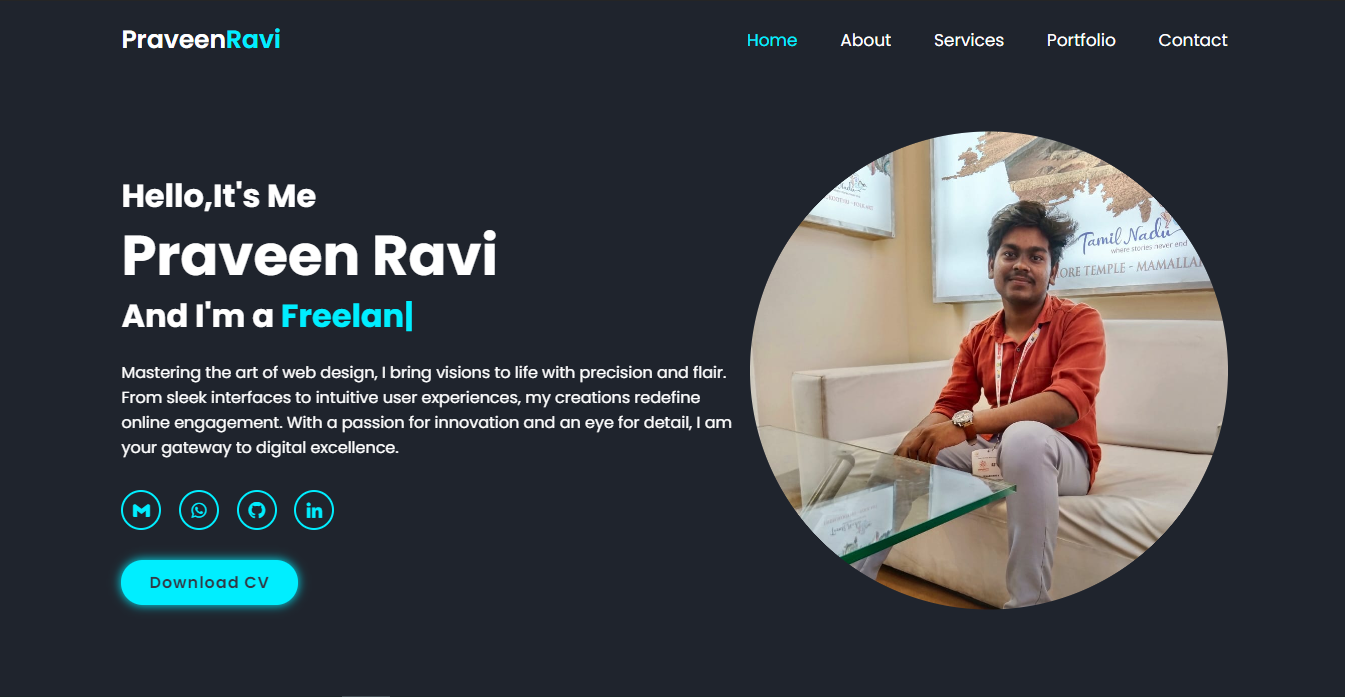 PraveenRavi
Home About Services Portfolio Contact
Hello,It's Me
Praveen Ravi
And I'm a Freelan|
Mastering the art of web design, I bring visions to life with precision and flair.
From sleek interfaces to intuitive user experiences, my creations redefine
online engagement. With a passion for innovation and an eye for detail, I am
your gateway to digital excellence.
in
Download CV
Tamil Nadu
where stories never end
ORE TEMPLE - MAMALLA